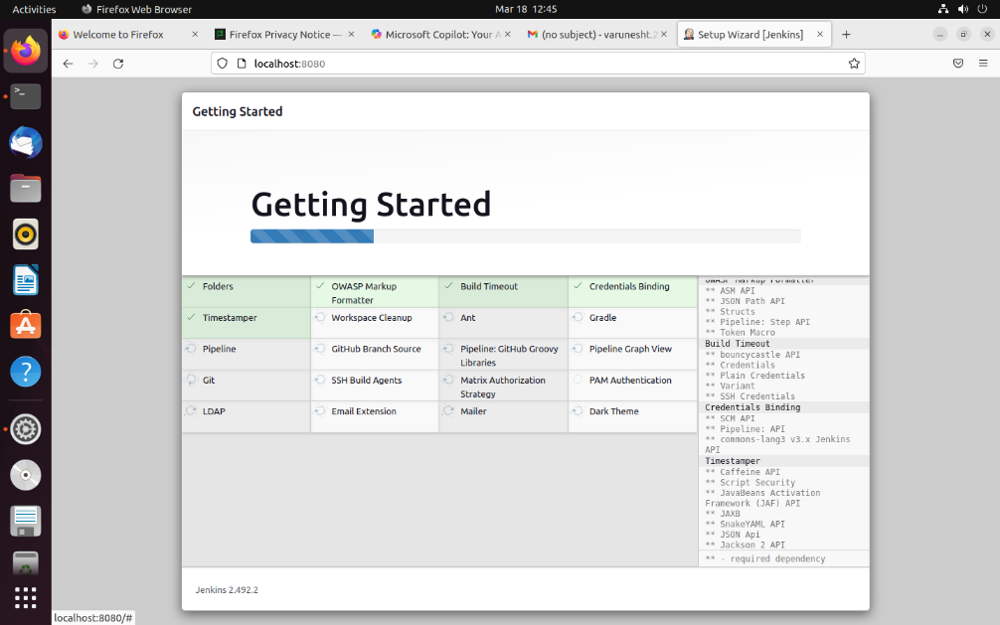 Activities
Firefox Web Browser
Mar 18 12:45
Welcome to Firefox
Firefox Privacy Notice —
Microsoft Copilot: Your A
(no subject) - varunesht.2
Setup Wizard [Jenkins]
localhost:8080
Getting Started
Getting Started
Folders
OWASP Markup
Formatter
Build Timeout
Credentials Binding
Timestamper
Workspace Cleanup
Ant
Gradle
Pipeline
GitHub Branch Source
Pipeline: GitHub Groovy
Libraries
Pipeline Graph View
Git
SSH Build Agents
Matrix Authorization
Strategy
PAM Authentication
LDAP
Email Extension
Mailer
Dark Theme
OWASP Markup Formatter
** ASM API
** JSON Path API
** Structs
** Pipeline: Step API
** Token Macro
Build Timeout
** bouncycastle API
** Credentials
** Plain Credentials
** Variant
** SSH Credentials
Credentials Binding
** SCM API
** Pipeline: API
** commons-lang3 v3.x Jenkins
API
Timestamper
** Caffeine API
** Script Security
** JavaBeans Activation
Framework (JAF) API
** JAXB
** SnakeYAML API
** JSON Api
** Jackson 2 API
** - required dependency
Jenkins 2.492.2
localhost:8080/#